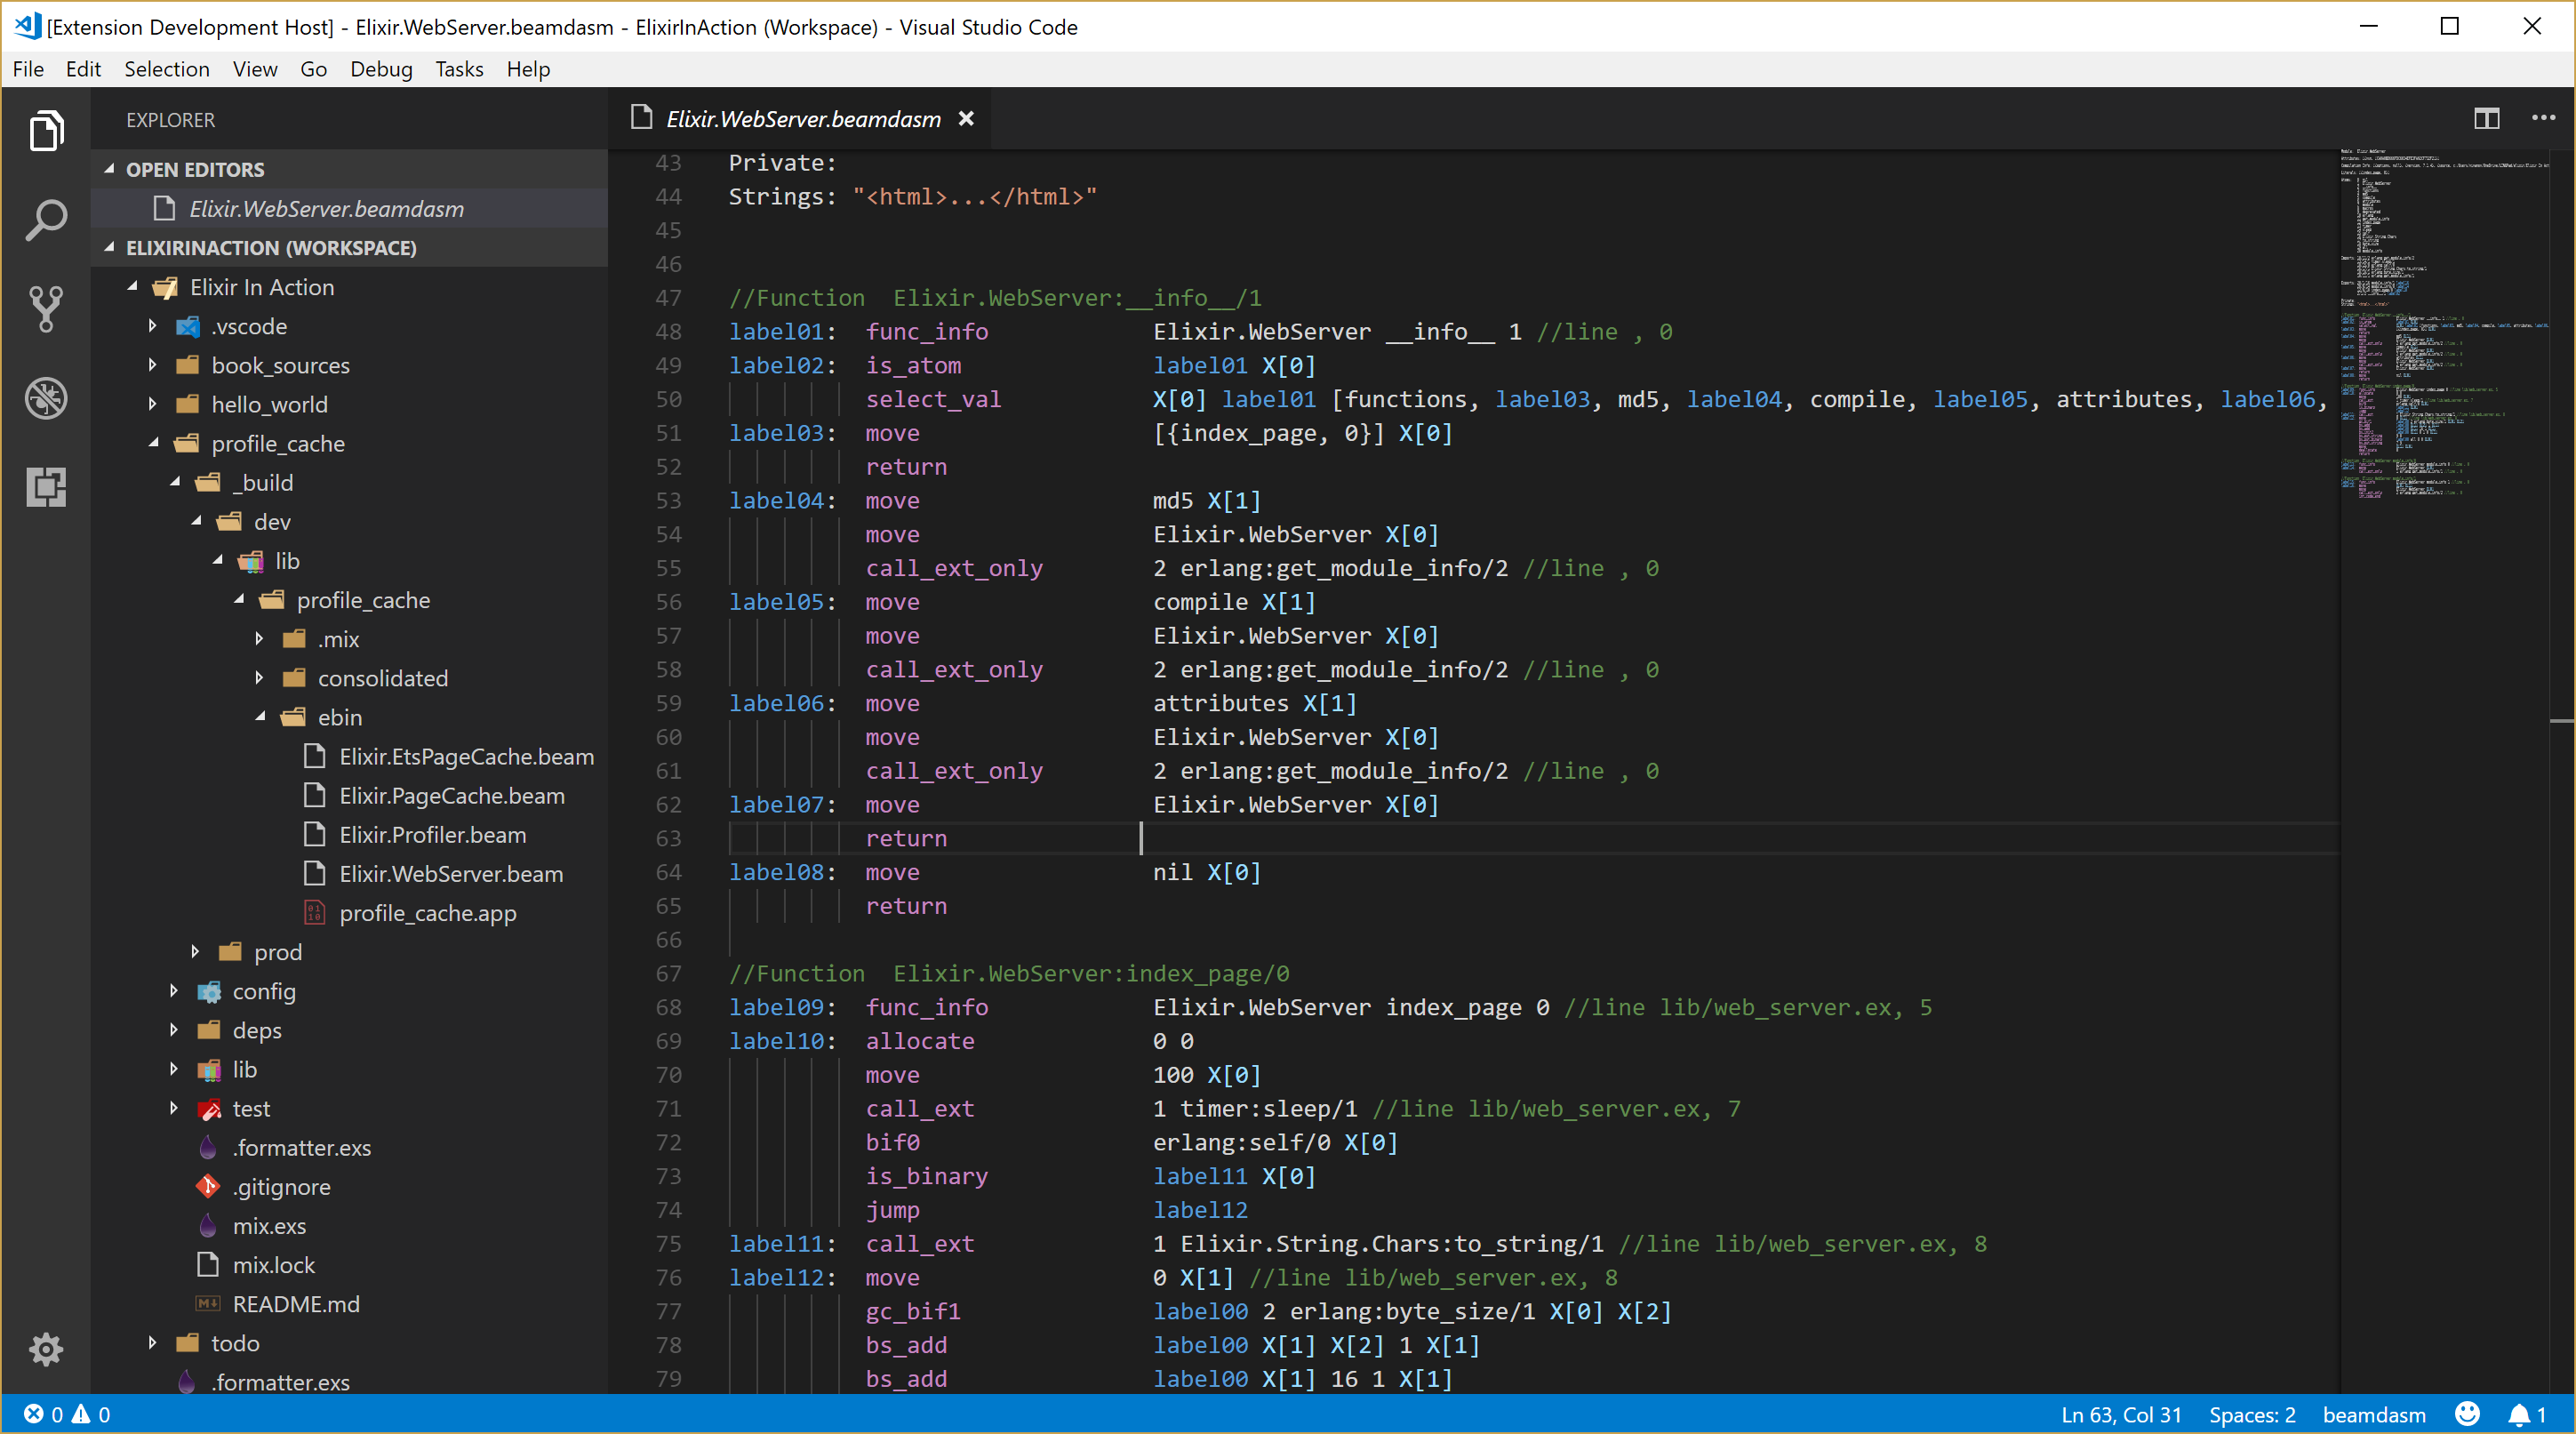 [Extension Development Host] - Elixir.WebServer.beamdasm - ElixirInAction (Workspace) - Visual Studio Code
File Edit Selection View Go Debug Tasks Help
EXPLORER
OPEN EDITORS
Elixir.WebServer.beamdasm
ELIXIRINACTION (WORKSPACE)
Elixir In Action
.vscode
book_sources
hello_world
profile_cache
_build
dev
lib
profile_cache
.mix
consolidated
ebin
Elixir.EtsPageCache.beam
Elixir.PageCache.beam
Elixir.Profiler.beam
Elixir.WebServer.beam
profile_cache.app
prod
config
deps
lib
test
.formatter.exs
.gitignore
mix.exs
mix.lock
README.md
todo
.formatter.exs
Elixir.WebServer.beamdasm
43 Private:
44 Strings: "<html>...</html>"
45
46
47 //Function  Elixir.WebServer:__info__/1
48 label01: func_info Elixir.WebServer __info__ 1 //line , 0
49 label02: is_atom label01 X[0]
50 select_val X[0] label01 [functions, label03, md5, label04, compile, label05, attributes, label06,
51 label03: move [{index_page, 0}] X[0]
52 return
53 label04: move md5 X[1]
54 move Elixir.WebServer X[0]
55 call_ext_only 2 erlang:get_module_info/2 //line , 0
56 label05: move compile X[1]
57 move Elixir.WebServer X[0]
58 call_ext_only 2 erlang:get_module_info/2 //line , 0
59 label06: move attributes X[1]
60 move Elixir.WebServer X[0]
61 call_ext_only 2 erlang:get_module_info/2 //line , 0
62 label07: move Elixir.WebServer X[0]
63 return
64 label08: move nil X[0]
65 return
66
67 //Function  Elixir.WebServer:index_page/0
68 label09: func_info Elixir.WebServer index_page 0 //line lib/web_server.ex, 5
69 label10: allocate 0 0
70 move 100 X[0]
71 call_ext 1 timer:sleep/1 //line lib/web_server.ex, 7
72 bif0 erlang:self/0 X[0]
73 is_binary label11 X[0]
74 jump label12
75 label11: call_ext 1 Elixir.String.Chars:to_string/1 //line lib/web_server.ex, 8
76 label12: move 0 X[1] //line lib/web_server.ex, 8
77 gc_bif1 label00 2 erlang:byte_size/1 X[0] X[2]
78 bs_add label00 X[1] X[2] 1 X[1]
79 bs_add label00 X[1] 16 1 X[1]
0 0
Ln 63, Col 31 Spaces: 2 beamdasm 1